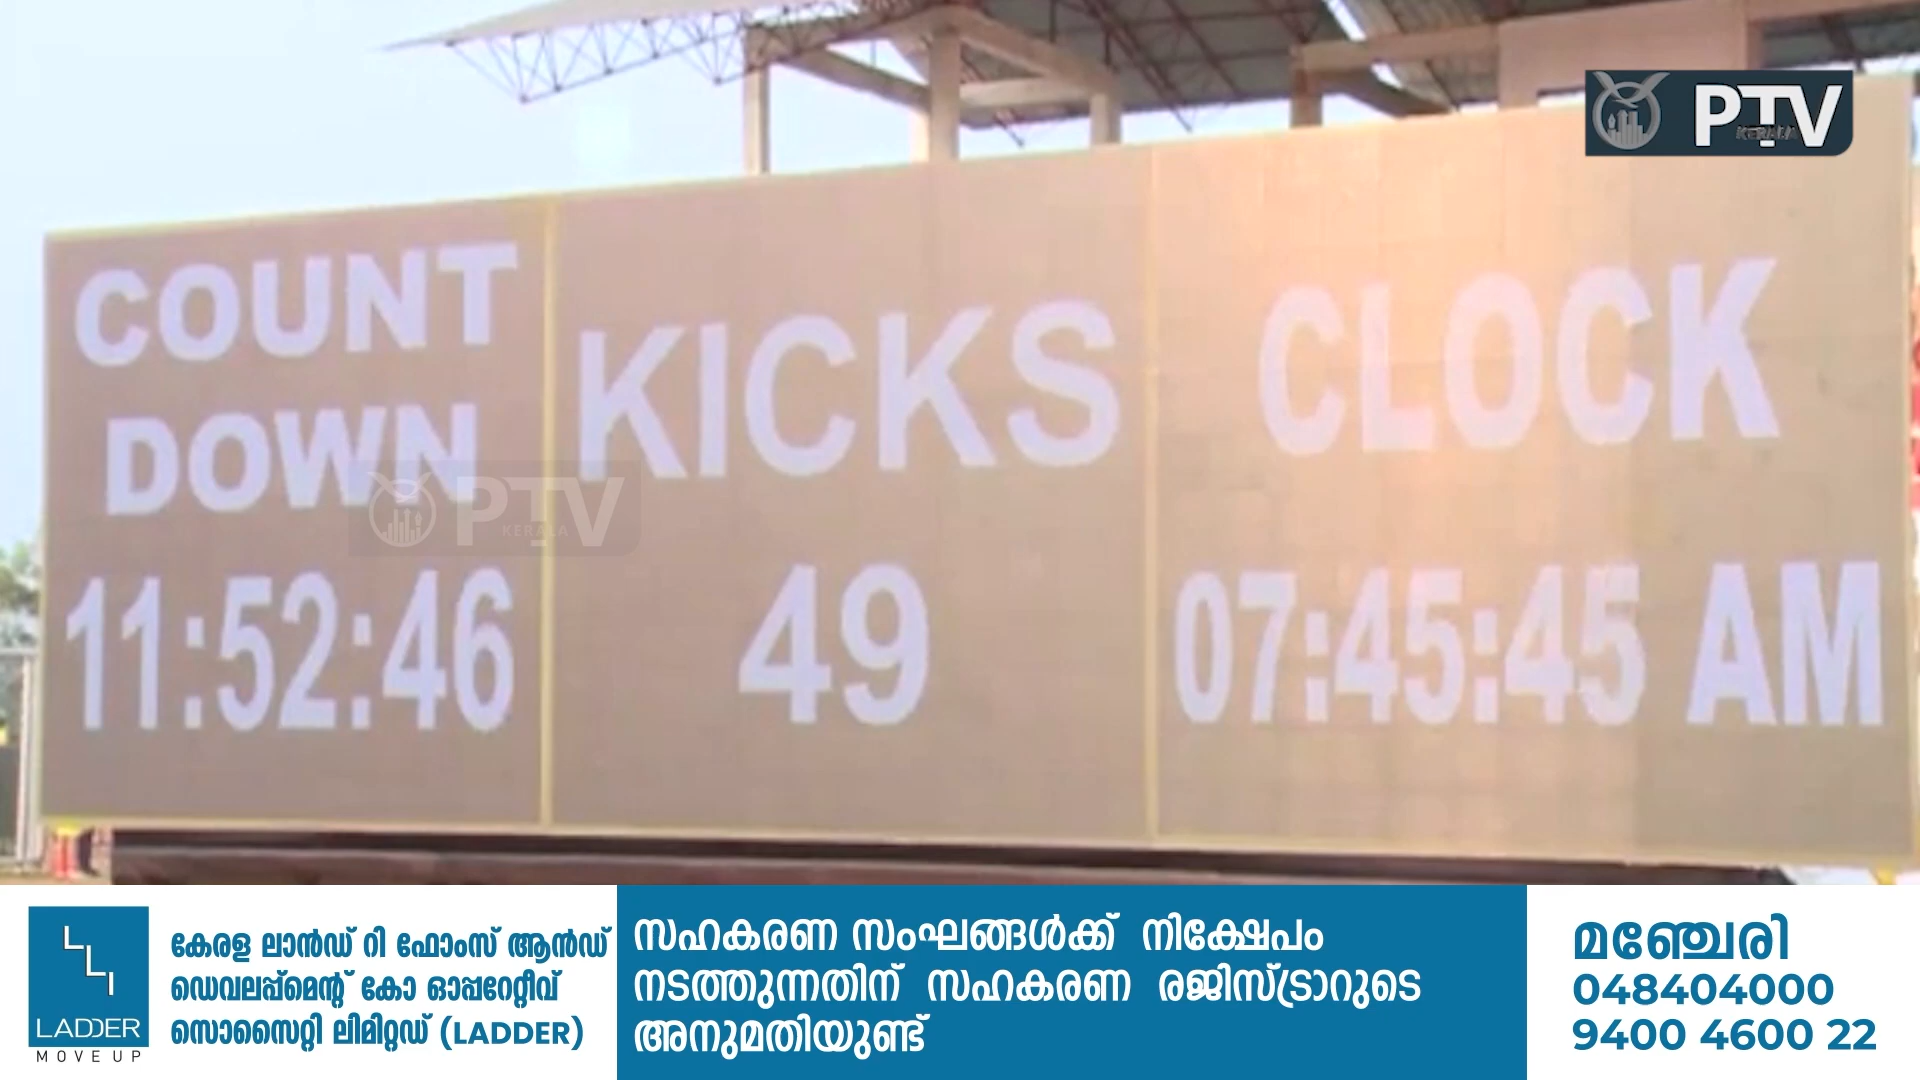 PTV
KERALA
COUNT
DOWN
11:52:46
KICKS
49
CLOCK
07:45:45 AM
PTV
KERALA
LADDER
MOVE UP
കേരള ലാൻഡ് റി ഫോംസ് ആൻഡ്
ഡെവലപ്പ്മെന്റ് കോ ഓപ്പറേറ്റീവ്
സൊസൈറ്റി ലിമിറ്റഡ് (LADDER)
സഹകരണ സംഘങ്ങൾക്ക് നിക്ഷേപം
നടത്തുന്നതിന് സഹകരണ രജിസ്ട്രാറുടെ
അനുമതിയുണ്ട്
മഞ്ചേരി
048404000
9400 4600 22